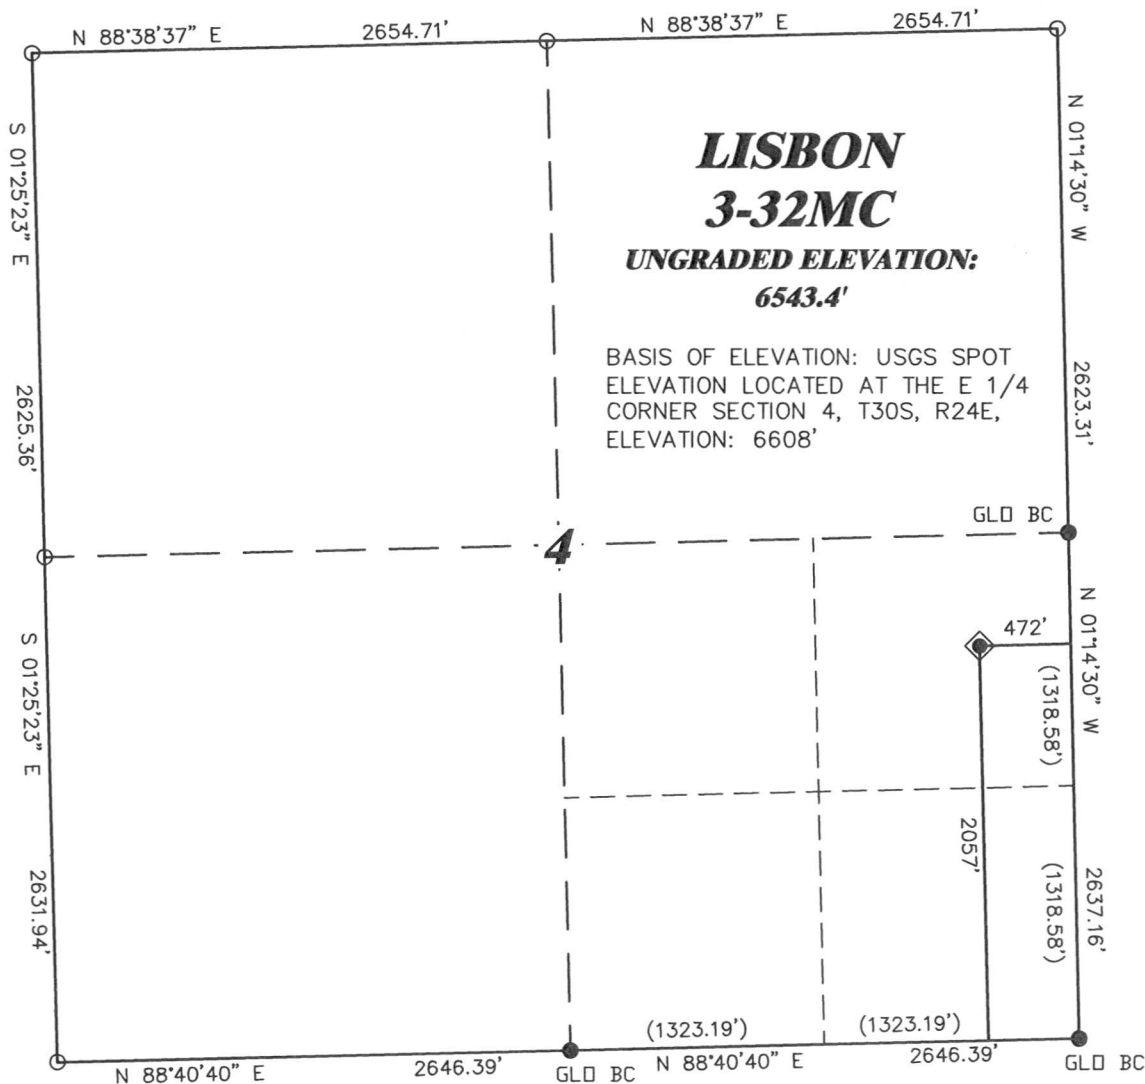 N 88°38'37" E
2654.71'
N 88°38'37" E
2654.71'
S 01°25'23" E
N 01°14'30" W
LISBON
3-32MC
UNGRADED ELEVATION:
6543.4'
BASIS OF ELEVATION: USGS SPOT
ELEVATION LOCATED AT THE E 1/4
CORNER SECTION 4, T30S, R24E,
ELEVATION: 6608'
2625.36'
2623.31'
GLO BC
4
S 01°25'23" E
N 01°14'30" W
472'
(1318.58')
2057'
2631.94'
(1318.58')
2637.16'
(1323.19')
(1323.19')
N 88°40'40" E
2646.39'
GLO BC
N 88°40'40" E
2646.39'
GLO BC